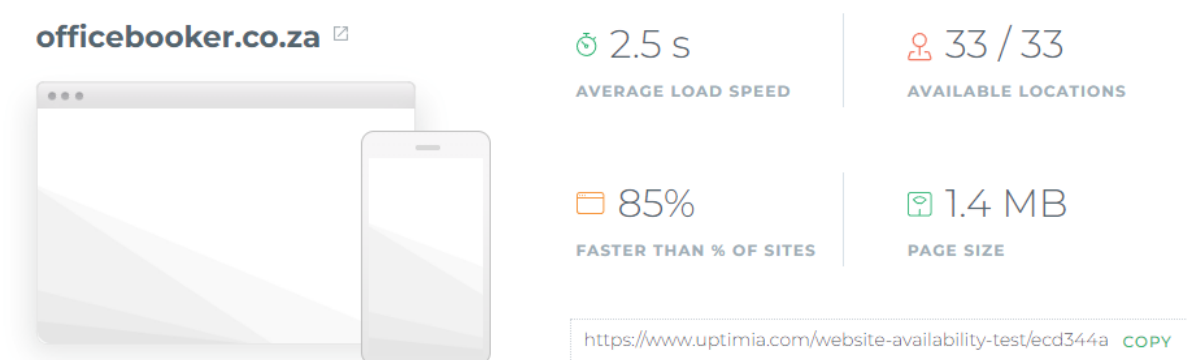 officebooker.co.za
2.5 s
AVERAGE LOAD SPEED
33 / 33
AVAILABLE LOCATIONS
85%
FASTER THAN % OF SITES
1.4 MB
PAGE SIZE
https://www.uptimia.com/website-availability-test/ecd344a COPY